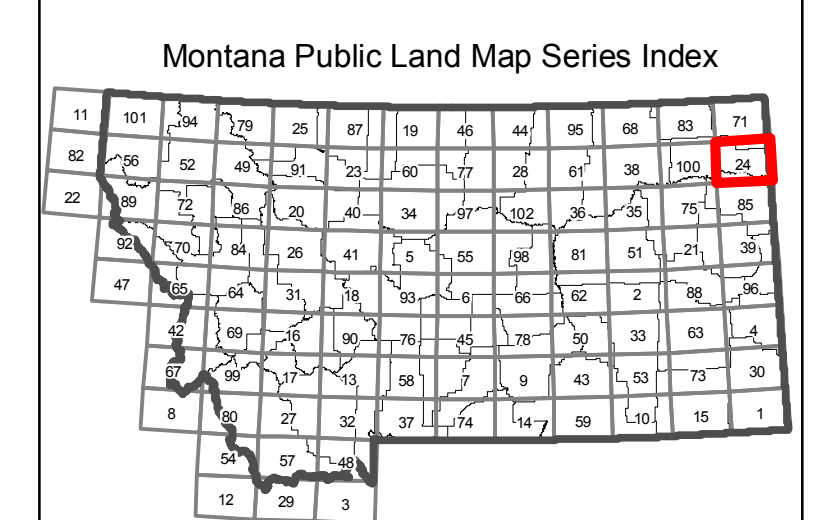 Montana Public Land Map Series Index
11 101 94 79 25 87 19 46 44 95 68 83 71
82 56 52 49 91 23 60 77 28 61 38 100 24
22 89 72 86 20 40 34 97 102 36 35 75 85
92 70 84 26 41 5 55 98 81 51 21 39
47 65 64 31 18 93 6 66 62 2 88 96
42 69 16 90 76 45 78 50 33 63 4
67 99 17 13 58 7 9 43 53 73 30
8 80 27 32 37 74 14 59 10 15 1
54 57 48
12 29 3